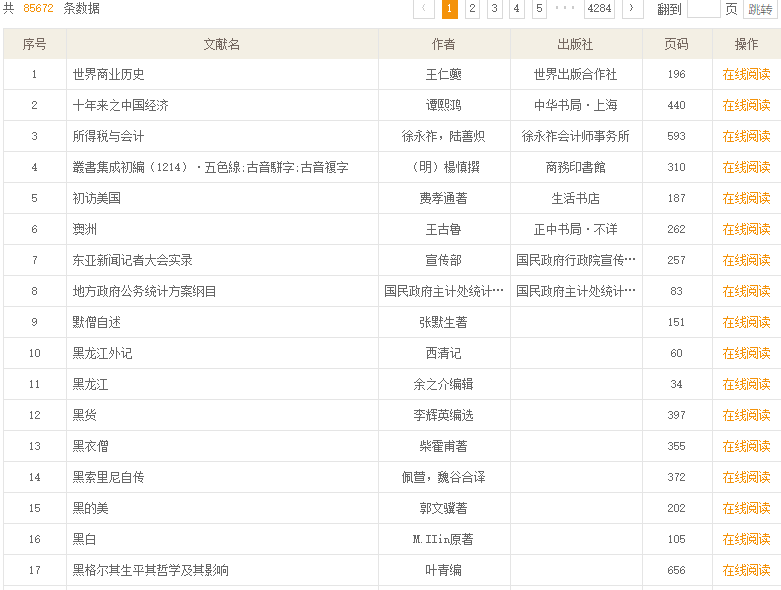 共 85672 条数据 ‹ 1 2 3 4 5 ··· 4284 › 翻到 页 跳转
序号 文献名 作者 出版社 页码 操作
1 世界商业历史 王仁夔 世界出版合作社 196 在线阅读
2 十年来之中国经济 谭熙鸿 中华书局·上海 440 在线阅读
3 所得税与会计 徐永祚，陆善炽 徐永祚会计师事务所 593 在线阅读
4 叢書集成初編（1214）·五色線;古音駢字;古音複字 （明）楊慎撰 商務印書館 310 在线阅读
5 初访美国 费孝通著 生活书店 187 在线阅读
6 澳洲 王古鲁 正中书局·不详 262 在线阅读
7 东亚新闻记者大会实录 宣传部 国民政府行政院宣传… 257 在线阅读
8 地方政府公务统计方案纲目 国民政府主计处统计… 国民政府主计处统计… 83 在线阅读
9 默僧自述 张默生著 151 在线阅读
10 黑龙江外记 西清记 60 在线阅读
11 黑龙江 余之介编辑 34 在线阅读
12 黑货 李辉英编选 397 在线阅读
13 黑衣僧 柴霍甫著 355 在线阅读
14 黑索里尼自传 佩萱，魏谷合译 372 在线阅读
15 黑的美 郭文骥著 202 在线阅读
16 黑白 M.IIin原著 105 在线阅读
17 黑格尔其生平其哲学及其影响 叶青编 656 在线阅读